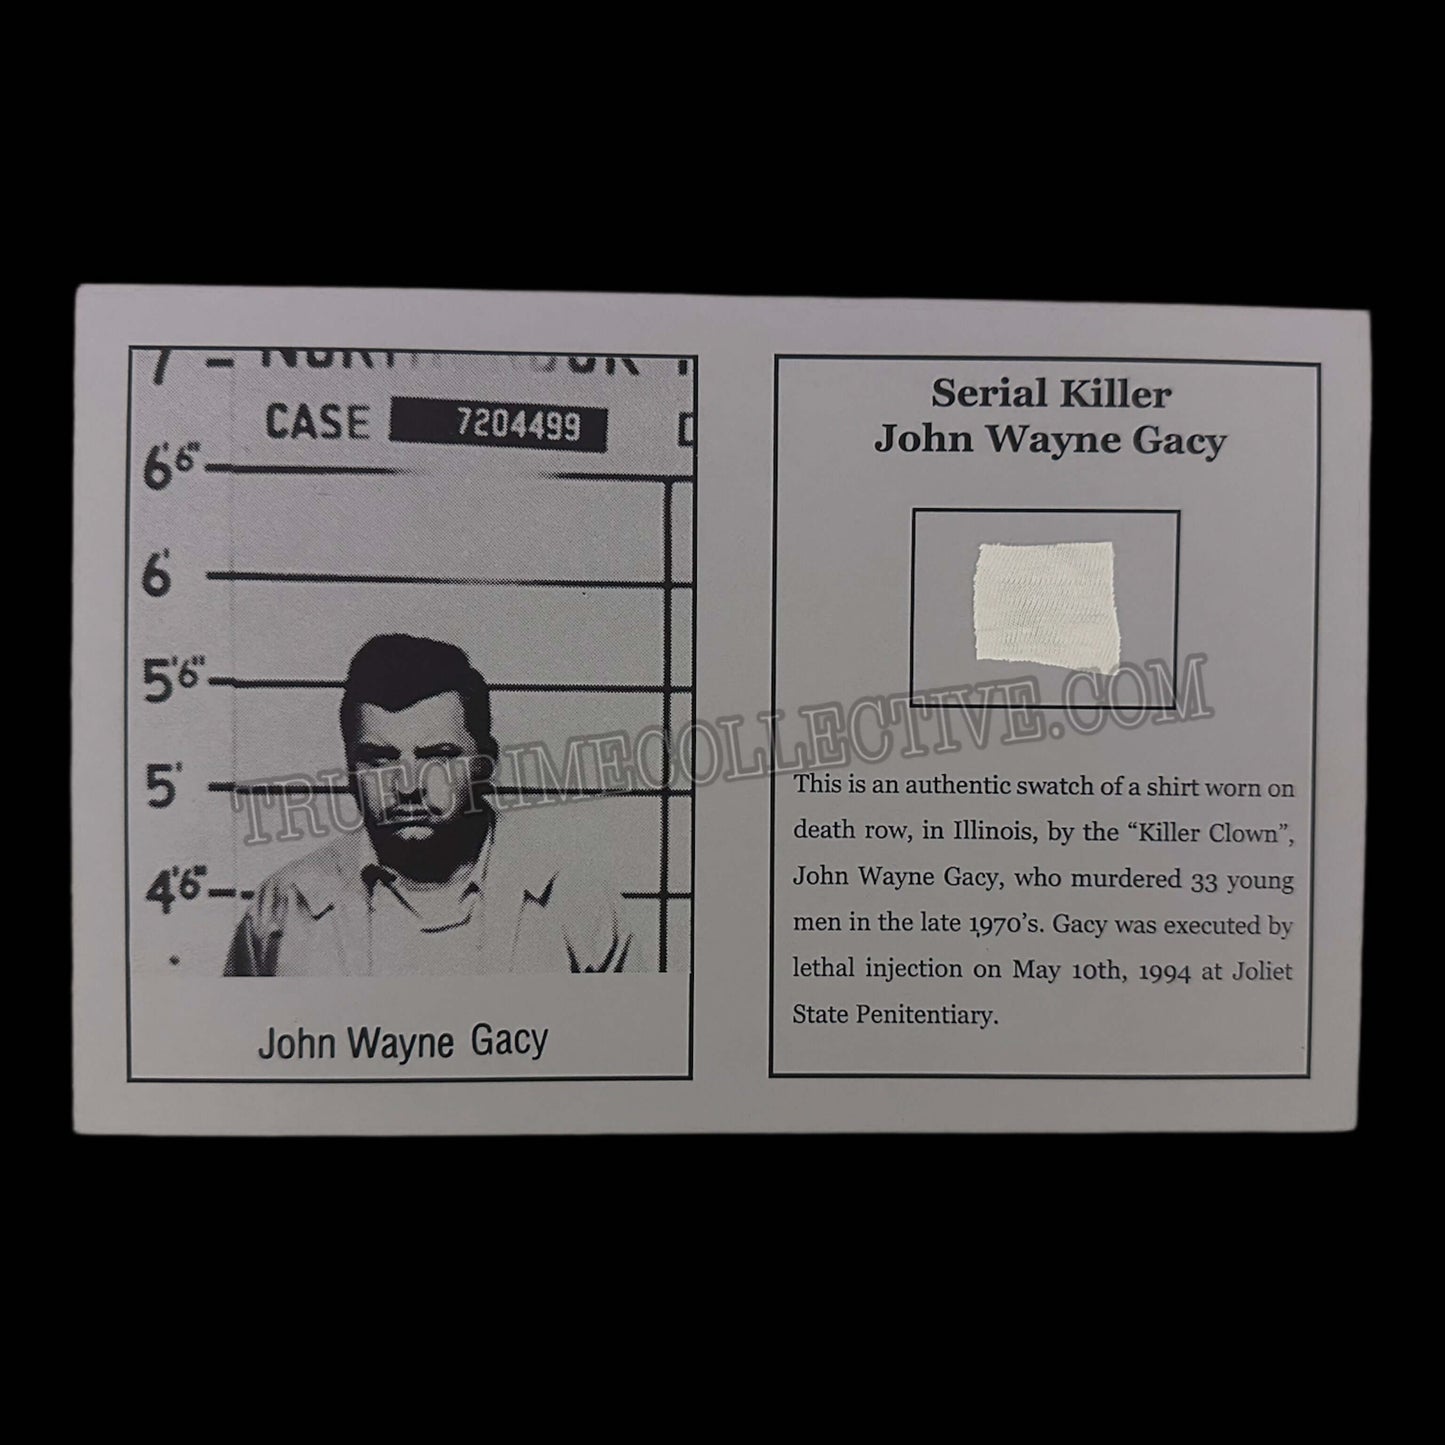 CASE 7204499
6'6"
6'
5'6"
5'
4'6"
John Wayne Gacy
Serial Killer
John Wayne Gacy
This is an authentic swatch of a shirt worn on
death row, in Illinois, by the “Killer Clown”,
John Wayne Gacy, who murdered 33 young
men in the late 1970’s. Gacy was executed by
lethal injection on May 10th, 1994 at Joliet
State Penitentiary.
TRUECRIMECOLLECTIVE.COM